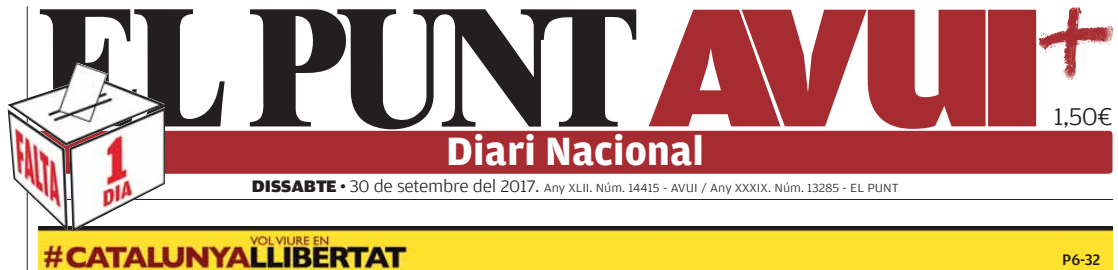 EL PUNT AVUI+
1,50€
FALTA
1
DIA
Diari Nacional
DISSABTE • 30 de setembre del 2017. Any XLII. Núm. 14415 - AVUI / Any XXXIX. Núm. 13285 - EL PUNT
VOL VIURE EN
#CATALUNYALLIBERTAT
P6-32